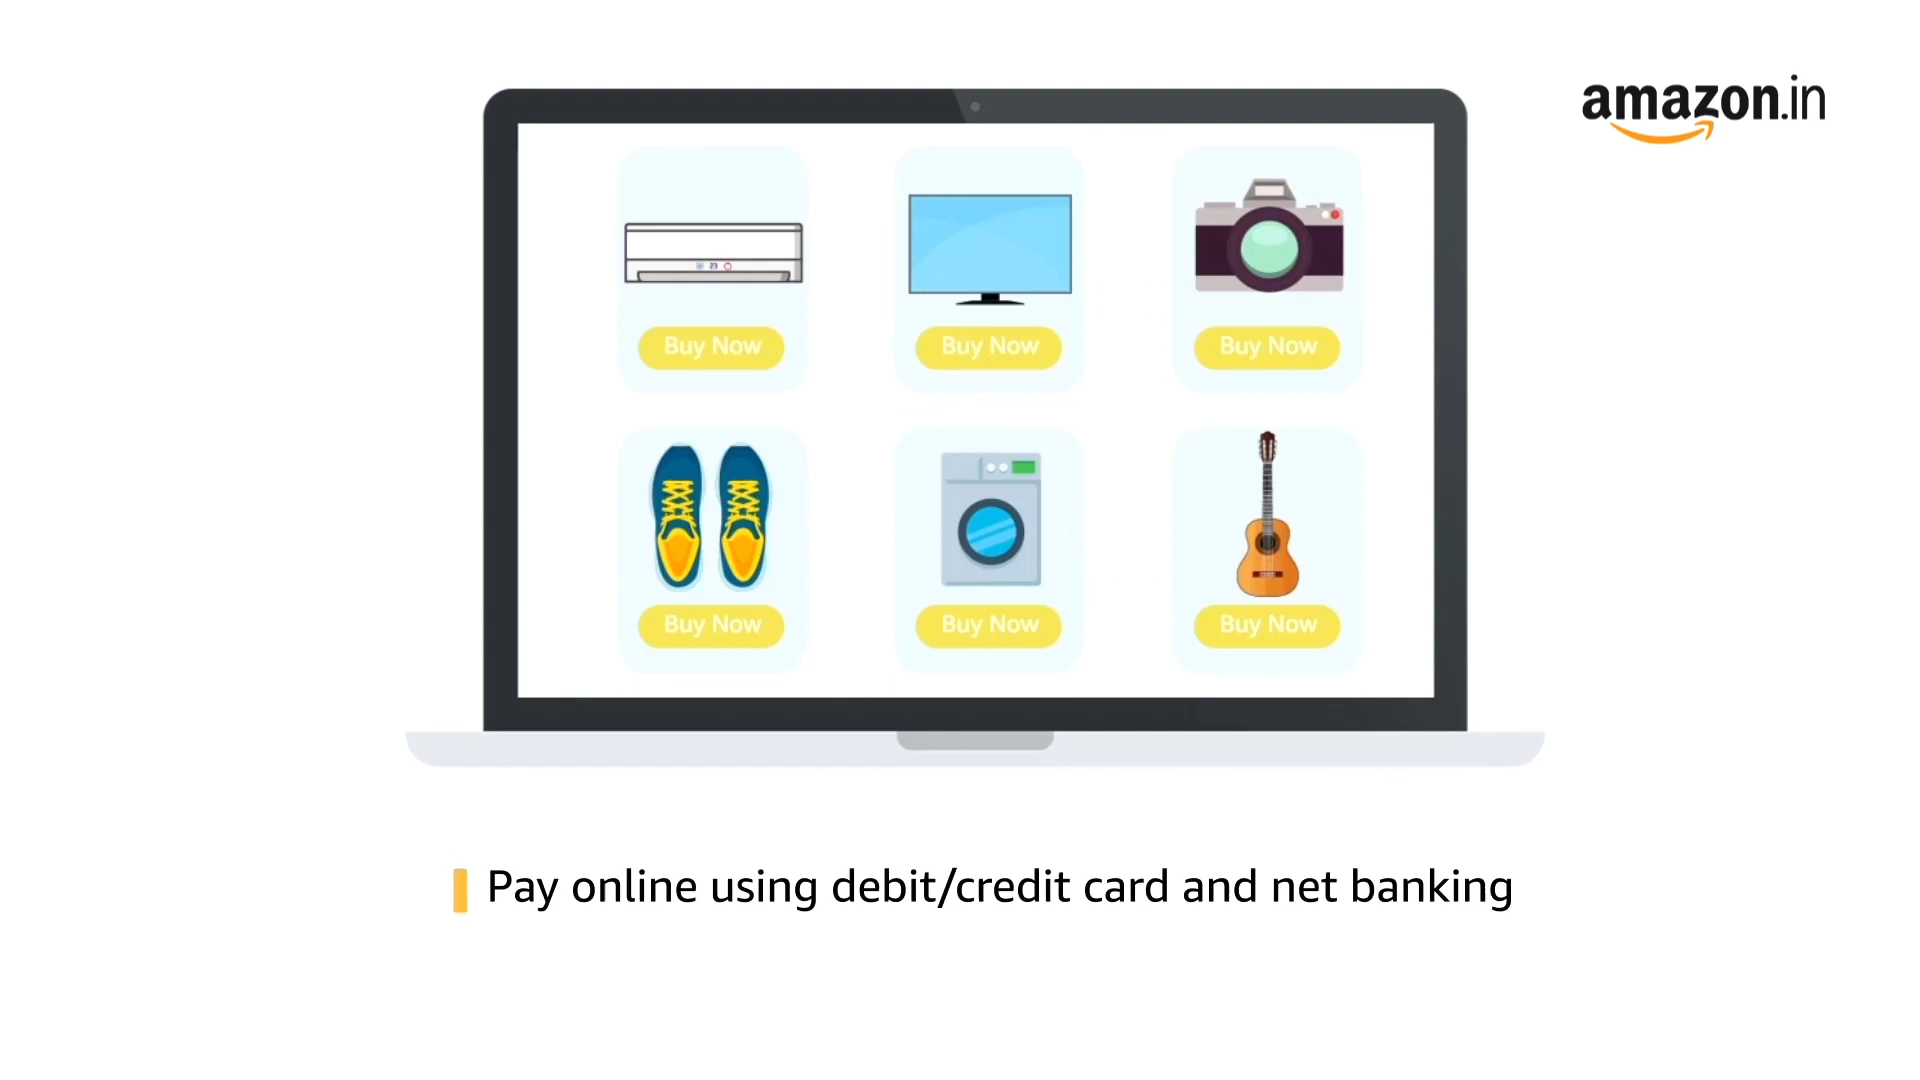 amazon.in
23
Buy Now Buy Now Buy Now
Buy Now Buy Now Buy Now
Pay online using debit/credit card and net banking